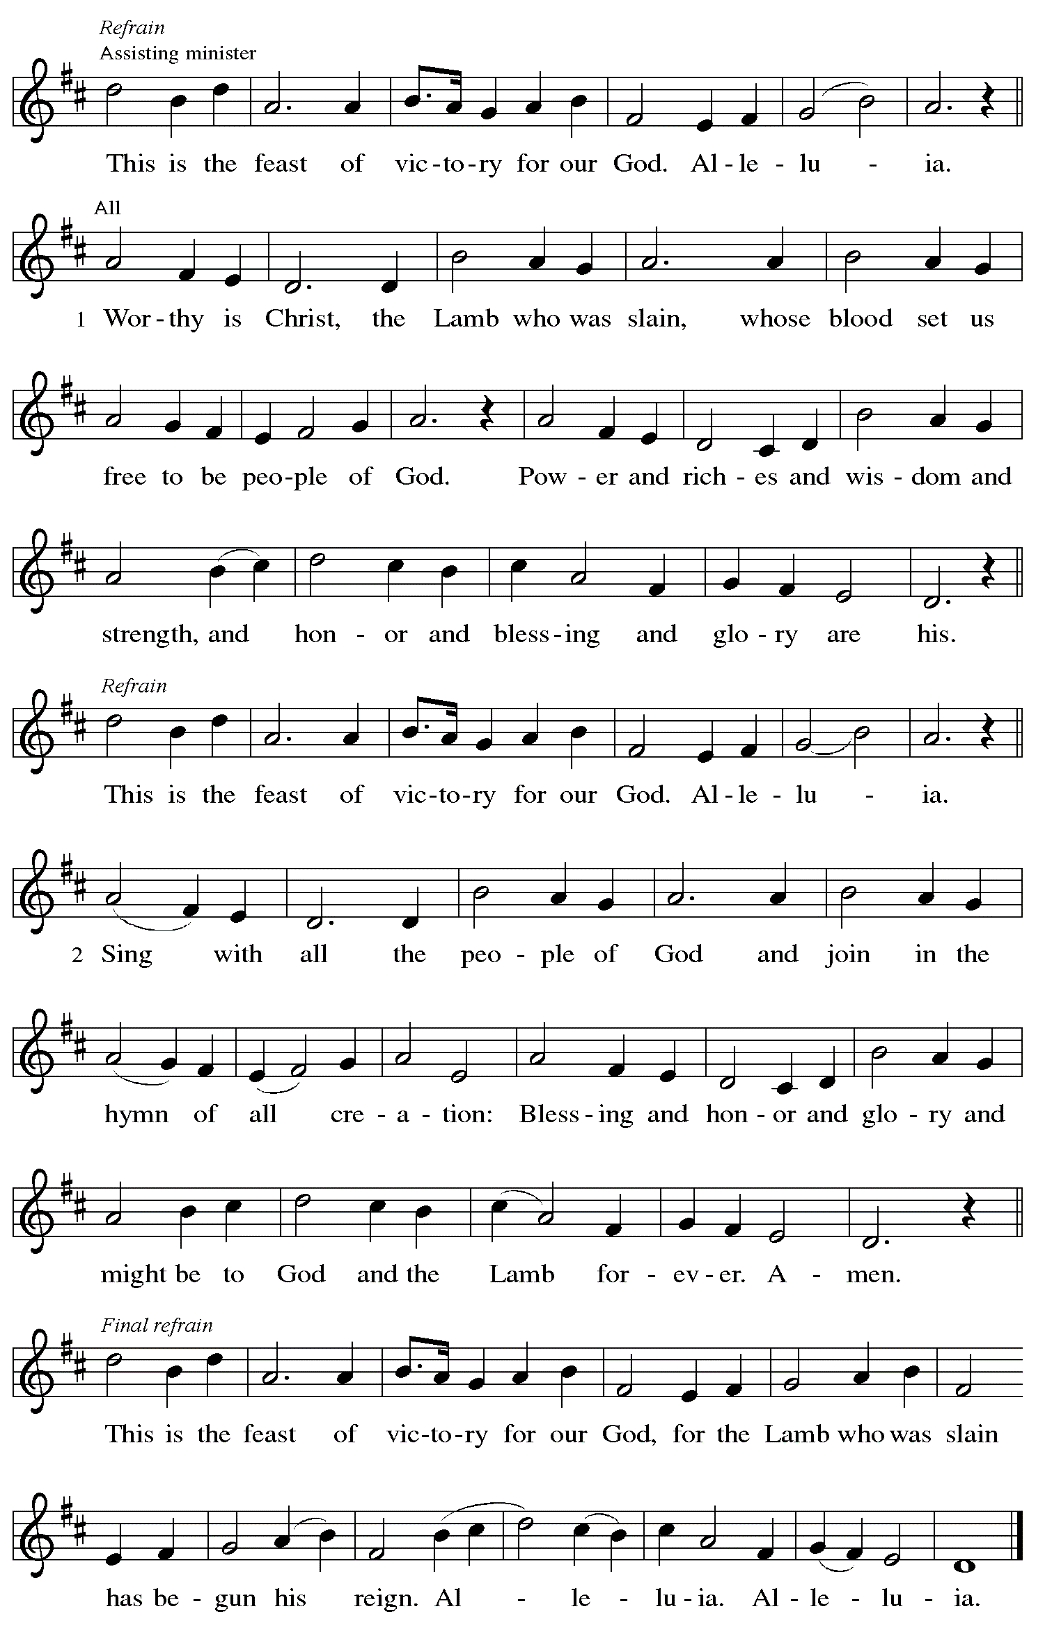 Refrain
Assisting minister
This is the feast of vic-to-ry for our God. Al-le-lu-ia.
All
1 Wor-thy is Christ, the Lamb who was slain, whose blood set us
free to be peo-ple of God. Pow-er and rich-es and wis-dom and
strength, and hon-or and bless-ing and glo-ry are his.
Refrain
This is the feast of vic-to-ry for our God. Al-le-lu-ia.
2 Sing with all the peo-ple of God and join in the
hymn of all cre-a-tion: Bless-ing and hon-or and glo-ry and
might be to God and the Lamb for-ev-er. A-men.
Final refrain
This is the feast of vic-to-ry for our God, for the Lamb who was slain
has be-gun his reign. Al-le-lu-ia. Al-le-lu-ia.